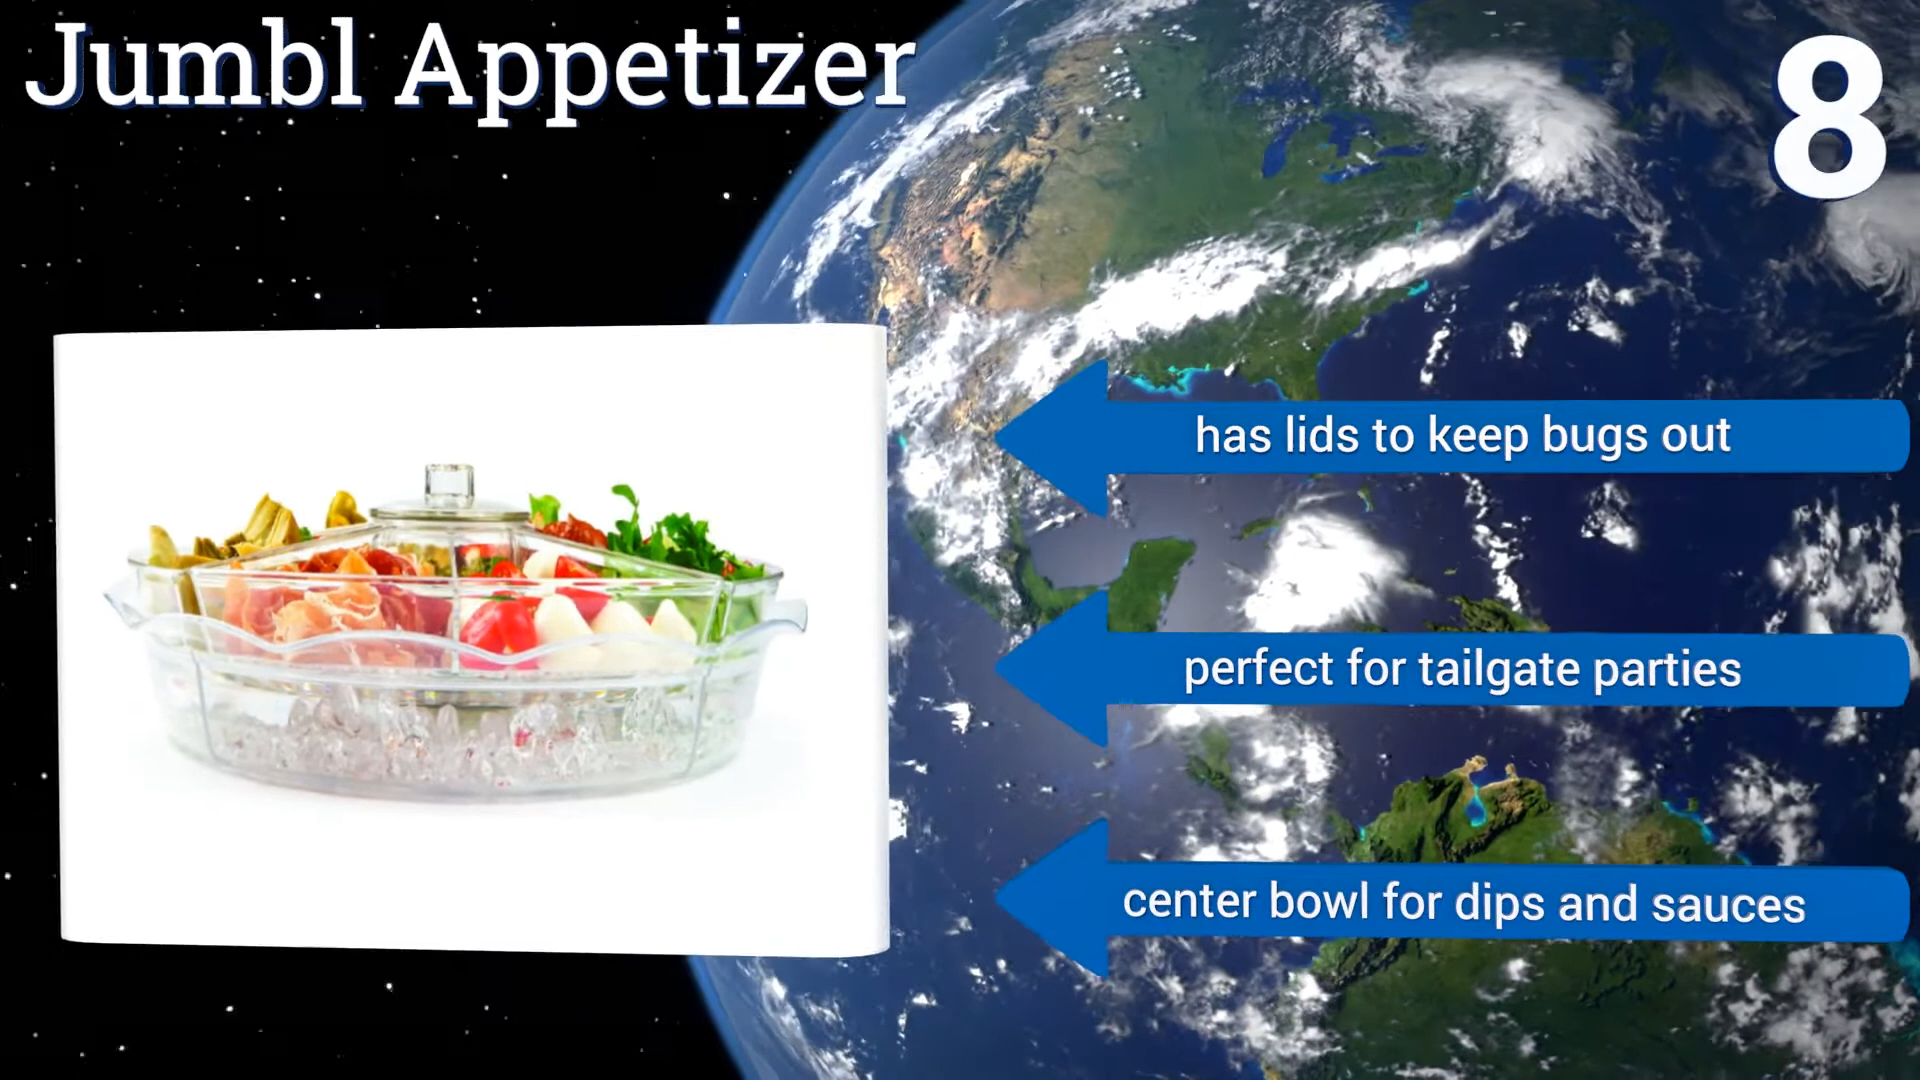 Jumbl Appetizer
8
has lids to keep bugs out
perfect for tailgate parties
center bowl for dips and sauces